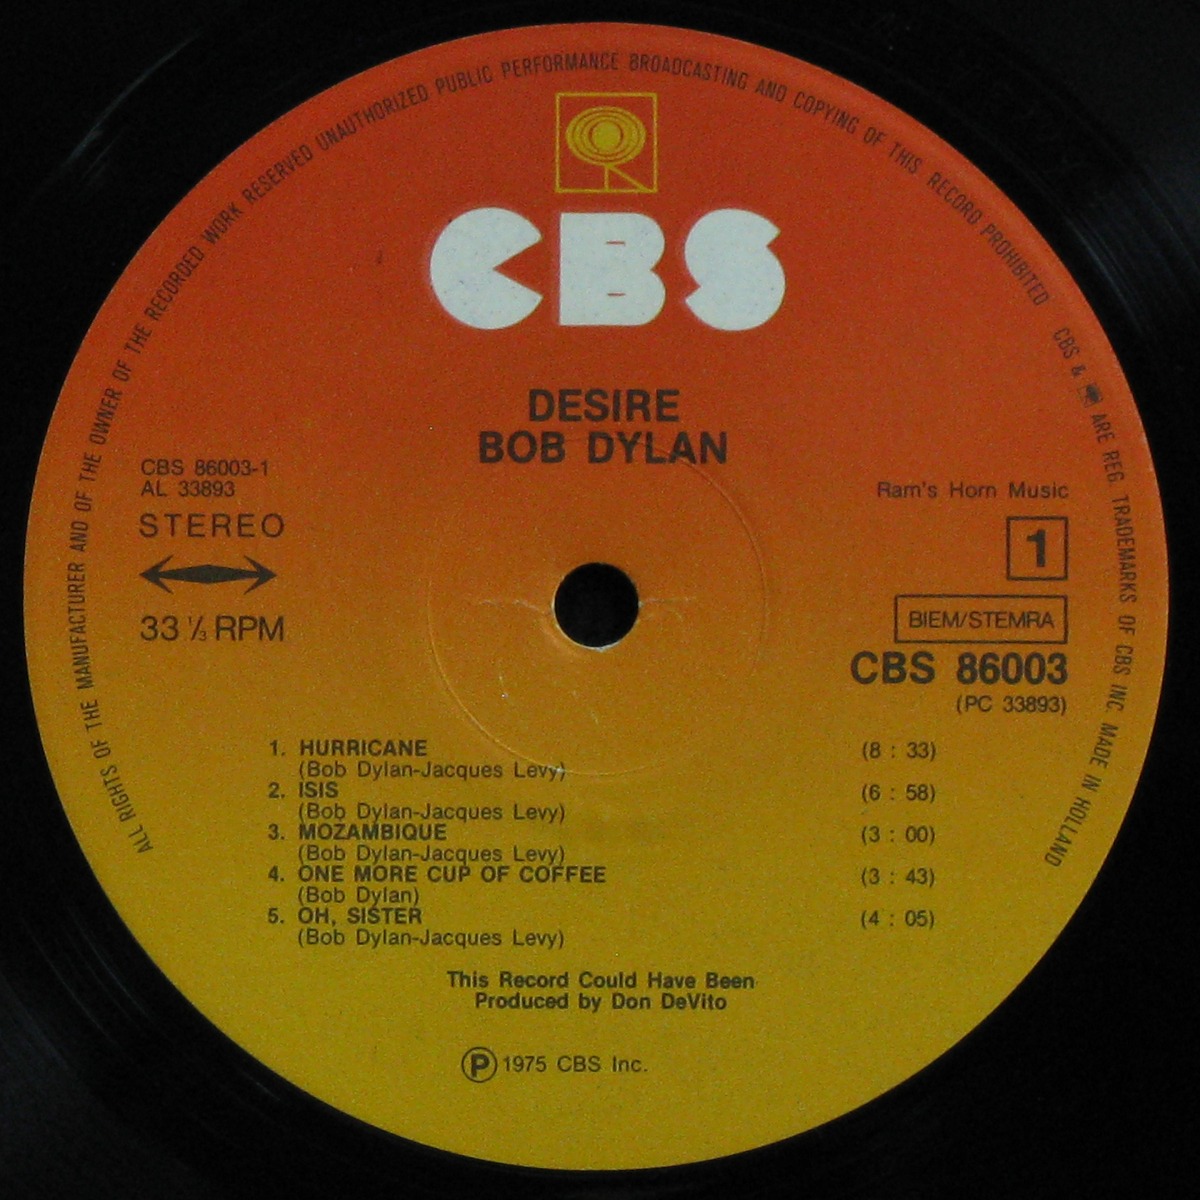 ALL RIGHTS OF THE MANUFACTURER AND OF THE OWNER OF THE RECORDED WORK RESERVED UNAUTHORIZED PUBLIC PERFORMANCE BROADCASTING AND COPYING OF THIS RECORD PROHIBITED CBS & ARE REG. TRADEMARKS OF CBS INC. MADE IN HOLLAND
CBS
DESIRE
BOB DYLAN
CBS 86003-1
AL 33893
STEREO
33 ⅓ RPM
Ram's Horn Music
1
BIEM/STEMRA
CBS 86003
(PC 33893)
1. HURRICANE (8 : 33)
(Bob Dylan-Jacques Levy)
2. ISIS (6 : 58)
(Bob Dylan-Jacques Levy)
3. MOZAMBIQUE (3 : 00)
(Bob Dylan-Jacques Levy)
4. ONE MORE CUP OF COFFEE (3 : 43)
(Bob Dylan)
5. OH, SISTER (4 : 05)
(Bob Dylan-Jacques Levy)
This Record Could Have Been
Produced by Don DeVito
Ⓟ 1975 CBS Inc.